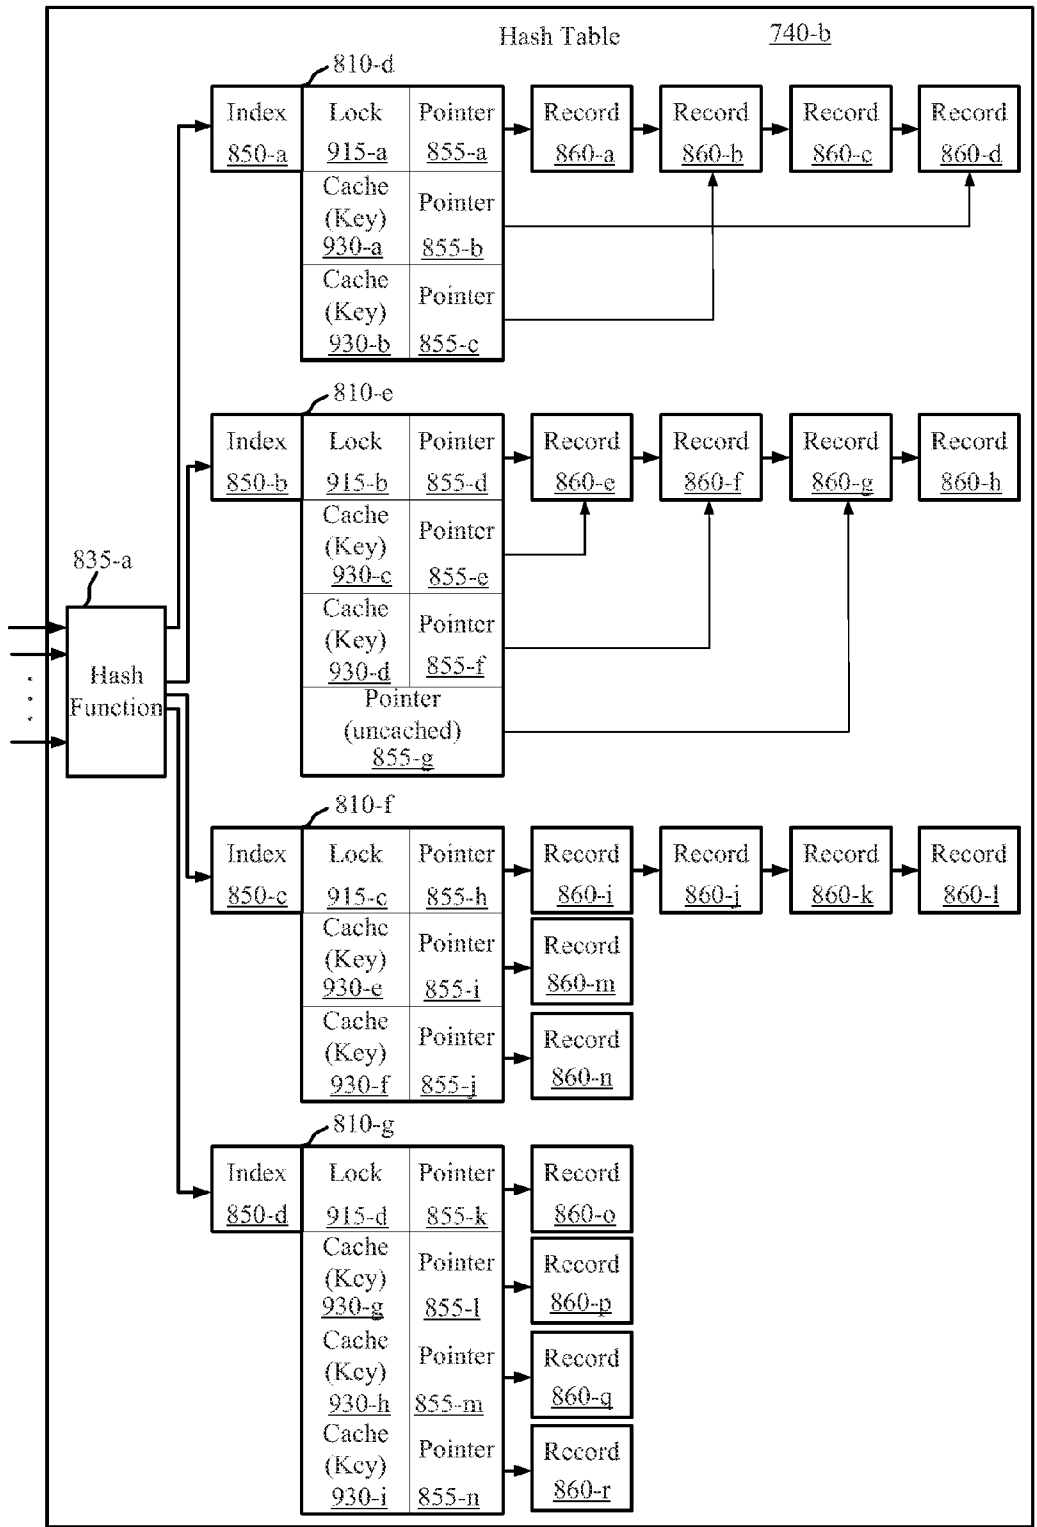 Hash Table 740-b
810-d
Index Lock Pointer Record Record Record Record
850-a 915-a 855-a 860-a 860-b 860-c 860-d
Cache
(Key) Pointer
930-a 855-b
Cache
(Key) Pointer
930-b 855-c
810-e
Index Lock Pointer Record Record Record Record
850-b 915-b 855-d 860-e 860-f 860-g 860-h
Cache
(Key) Pointer
930-c 855-e
Cache
(Key) Pointer
930-d 855-f
Pointer
(uncached)
855-g
835-a
Hash
Function
810-f
Index Lock Pointer Record Record Record Record
850-c 915-c 855-h 860-i 860-j 860-k 860-l
Cache
(Key) Pointer Record
930-e 855-i 860-m
Cache
(Key) Pointer Record
930-f 855-j 860-n
810-g
Index Lock Pointer Record
850-d 915-d 855-k 860-o
Cache
(Key) Pointer Record
930-g 855-l 860-p
Cache
(Key) Pointer Record
930-h 855-m 860-q
Cache
(Key) Pointer Record
930-i 855-n 860-r